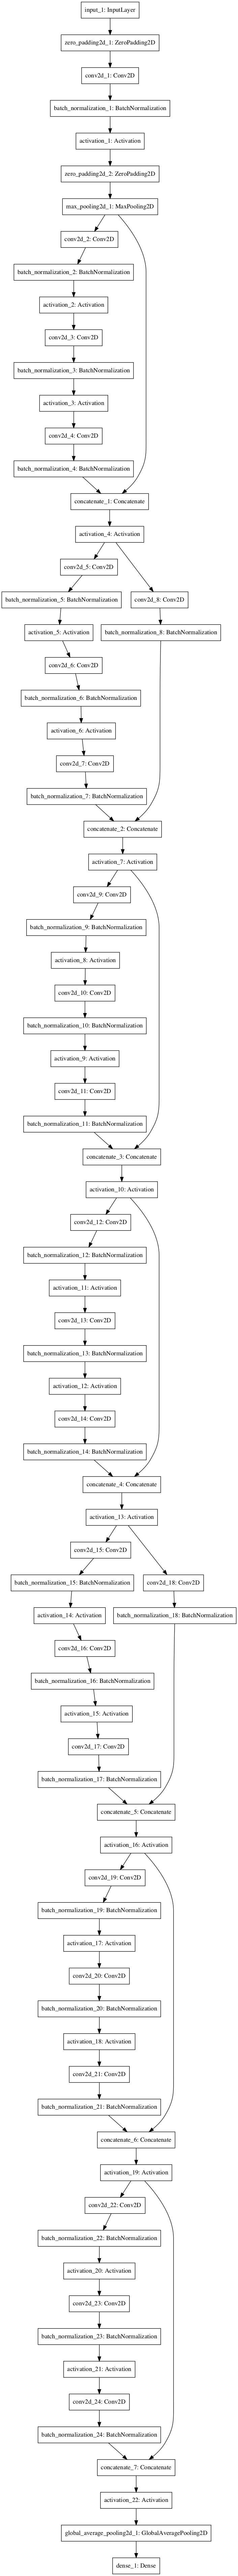 input_1: InputLayer
zero_padding2d_1: ZeroPadding2D
conv2d_1: Conv2D
batch_normalization_1: BatchNormalization
activation_1: Activation
zero_padding2d_2: ZeroPadding2D
max_pooling2d_1: MaxPooling2D
conv2d_2: Conv2D
batch_normalization_2: BatchNormalization
activation_2: Activation
conv2d_3: Conv2D
batch_normalization_3: BatchNormalization
activation_3: Activation
conv2d_4: Conv2D
batch_normalization_4: BatchNormalization
concatenate_1: Concatenate
activation_4: Activation
conv2d_5: Conv2D
batch_normalization_5: BatchNormalization
conv2d_8: Conv2D
activation_5: Activation
batch_normalization_8: BatchNormalization
conv2d_6: Conv2D
batch_normalization_6: BatchNormalization
activation_6: Activation
conv2d_7: Conv2D
batch_normalization_7: BatchNormalization
concatenate_2: Concatenate
activation_7: Activation
conv2d_9: Conv2D
batch_normalization_9: BatchNormalization
activation_8: Activation
conv2d_10: Conv2D
batch_normalization_10: BatchNormalization
activation_9: Activation
conv2d_11: Conv2D
batch_normalization_11: BatchNormalization
concatenate_3: Concatenate
activation_10: Activation
conv2d_12: Conv2D
batch_normalization_12: BatchNormalization
activation_11: Activation
conv2d_13: Conv2D
batch_normalization_13: BatchNormalization
activation_12: Activation
conv2d_14: Conv2D
batch_normalization_14: BatchNormalization
concatenate_4: Concatenate
activation_13: Activation
conv2d_15: Conv2D
batch_normalization_15: BatchNormalization
conv2d_18: Conv2D
activation_14: Activation
batch_normalization_18: BatchNormalization
conv2d_16: Conv2D
batch_normalization_16: BatchNormalization
activation_15: Activation
conv2d_17: Conv2D
batch_normalization_17: BatchNormalization
concatenate_5: Concatenate
activation_16: Activation
conv2d_19: Conv2D
batch_normalization_19: BatchNormalization
activation_17: Activation
conv2d_20: Conv2D
batch_normalization_20: BatchNormalization
activation_18: Activation
conv2d_21: Conv2D
batch_normalization_21: BatchNormalization
concatenate_6: Concatenate
activation_19: Activation
conv2d_22: Conv2D
batch_normalization_22: BatchNormalization
activation_20: Activation
conv2d_23: Conv2D
batch_normalization_23: BatchNormalization
activation_21: Activation
conv2d_24: Conv2D
batch_normalization_24: BatchNormalization
concatenate_7: Concatenate
activation_22: Activation
global_average_pooling2d_1: GlobalAveragePooling2D
dense_1: Dense